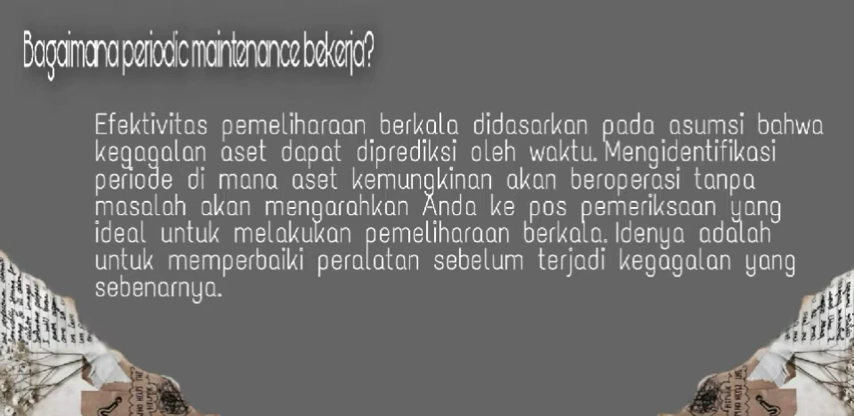 Bagaimana periodic maintenance bekerja?
Efektivitas pemeliharaan berkala didasarkan pada asumsi bahwa
kegagalan aset dapat diprediksi oleh waktu. Mengidentifikasi
periode di mana aset kemungkinan akan beroperasi tanpa
masalah akan mengarahkan Anda ke pos pemeriksaan yang
ideal untuk melakukan pemeliharaan berkala. Idenya adalah
untuk memperbaiki peralatan sebelum terjadi kegagalan yang
sebenarnya.